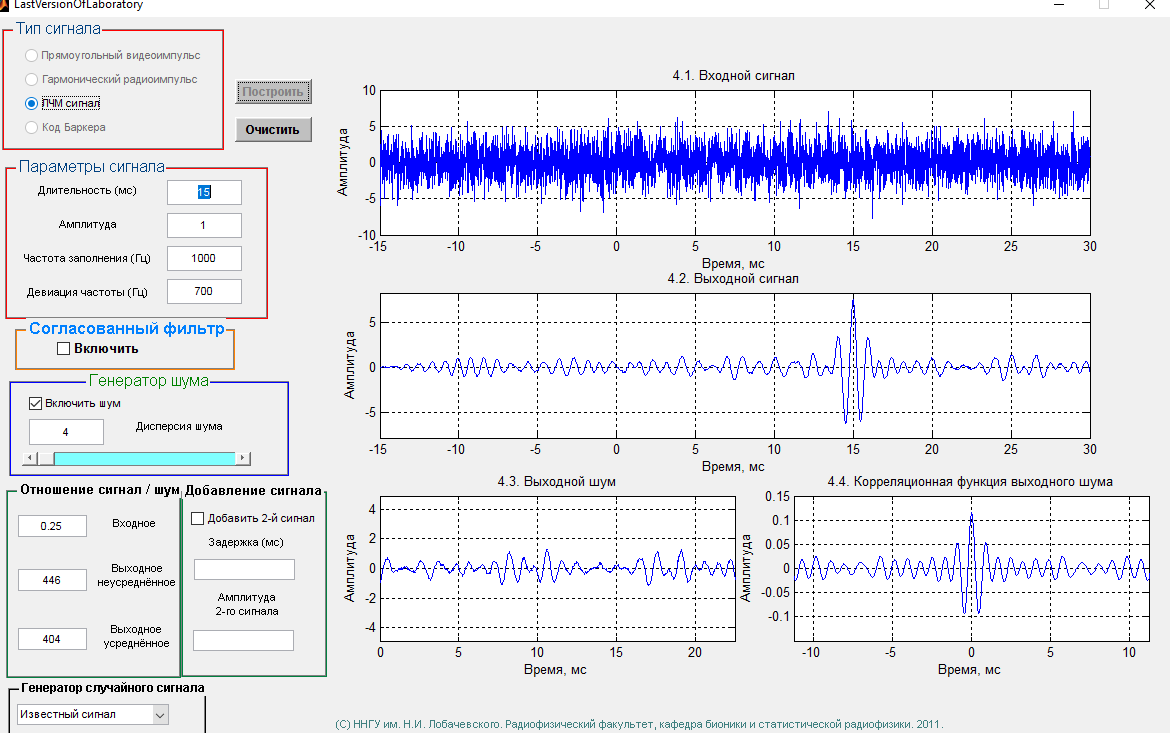 LastVersionOfLaboratory
Тип сигнала
Прямоугольный видеоимпульс
Гармонический радиоимпульс
ЛЧМ сигнал
Код Баркера
Построить
Очистить
Параметры сигнала
Длительность (мс)
15
Амплитуда
1
Частота заполнения (Гц)
1000
Девиация частоты (Гц)
700
Согласованный фильтр
Включить
Генератор шума
Включить шум
4
Дисперсия шума
Отношение сигнал / шум
0.25
Входное
446
Выходное
неусреднённое
404
Выходное
усреднённое
Добавление сигнала
Добавить 2-й сигнал
Задержка (мс)
Амплитуда
2-го сигнала
Генератор случайного сигнала
Известный сигнал
4.1. Входной сигнал
Амплитуда
10
5
0
-5
-10
-15 -10 -5 0 5 10 15 20 25 30
Время, мс
4.2. Выходной сигнал
Амплитуда
5
0
-5
-15 -10 -5 0 5 10 15 20 25 30
Время, мс
4.3. Выходной шум
Амплитуда
4
2
0
-2
-4
0 5 10 15 20
Время, мс
4.4. Корреляционная функция выходного шума
Амплитуда
0.15
0.1
0.05
0
-0.05
-0.1
-10 -5 0 5 10
Время, мс
(С) ННГУ им. Н.И. Лобачевского. Радиофизический факультет, кафедра бионики и статистической радиофизики. 2011.